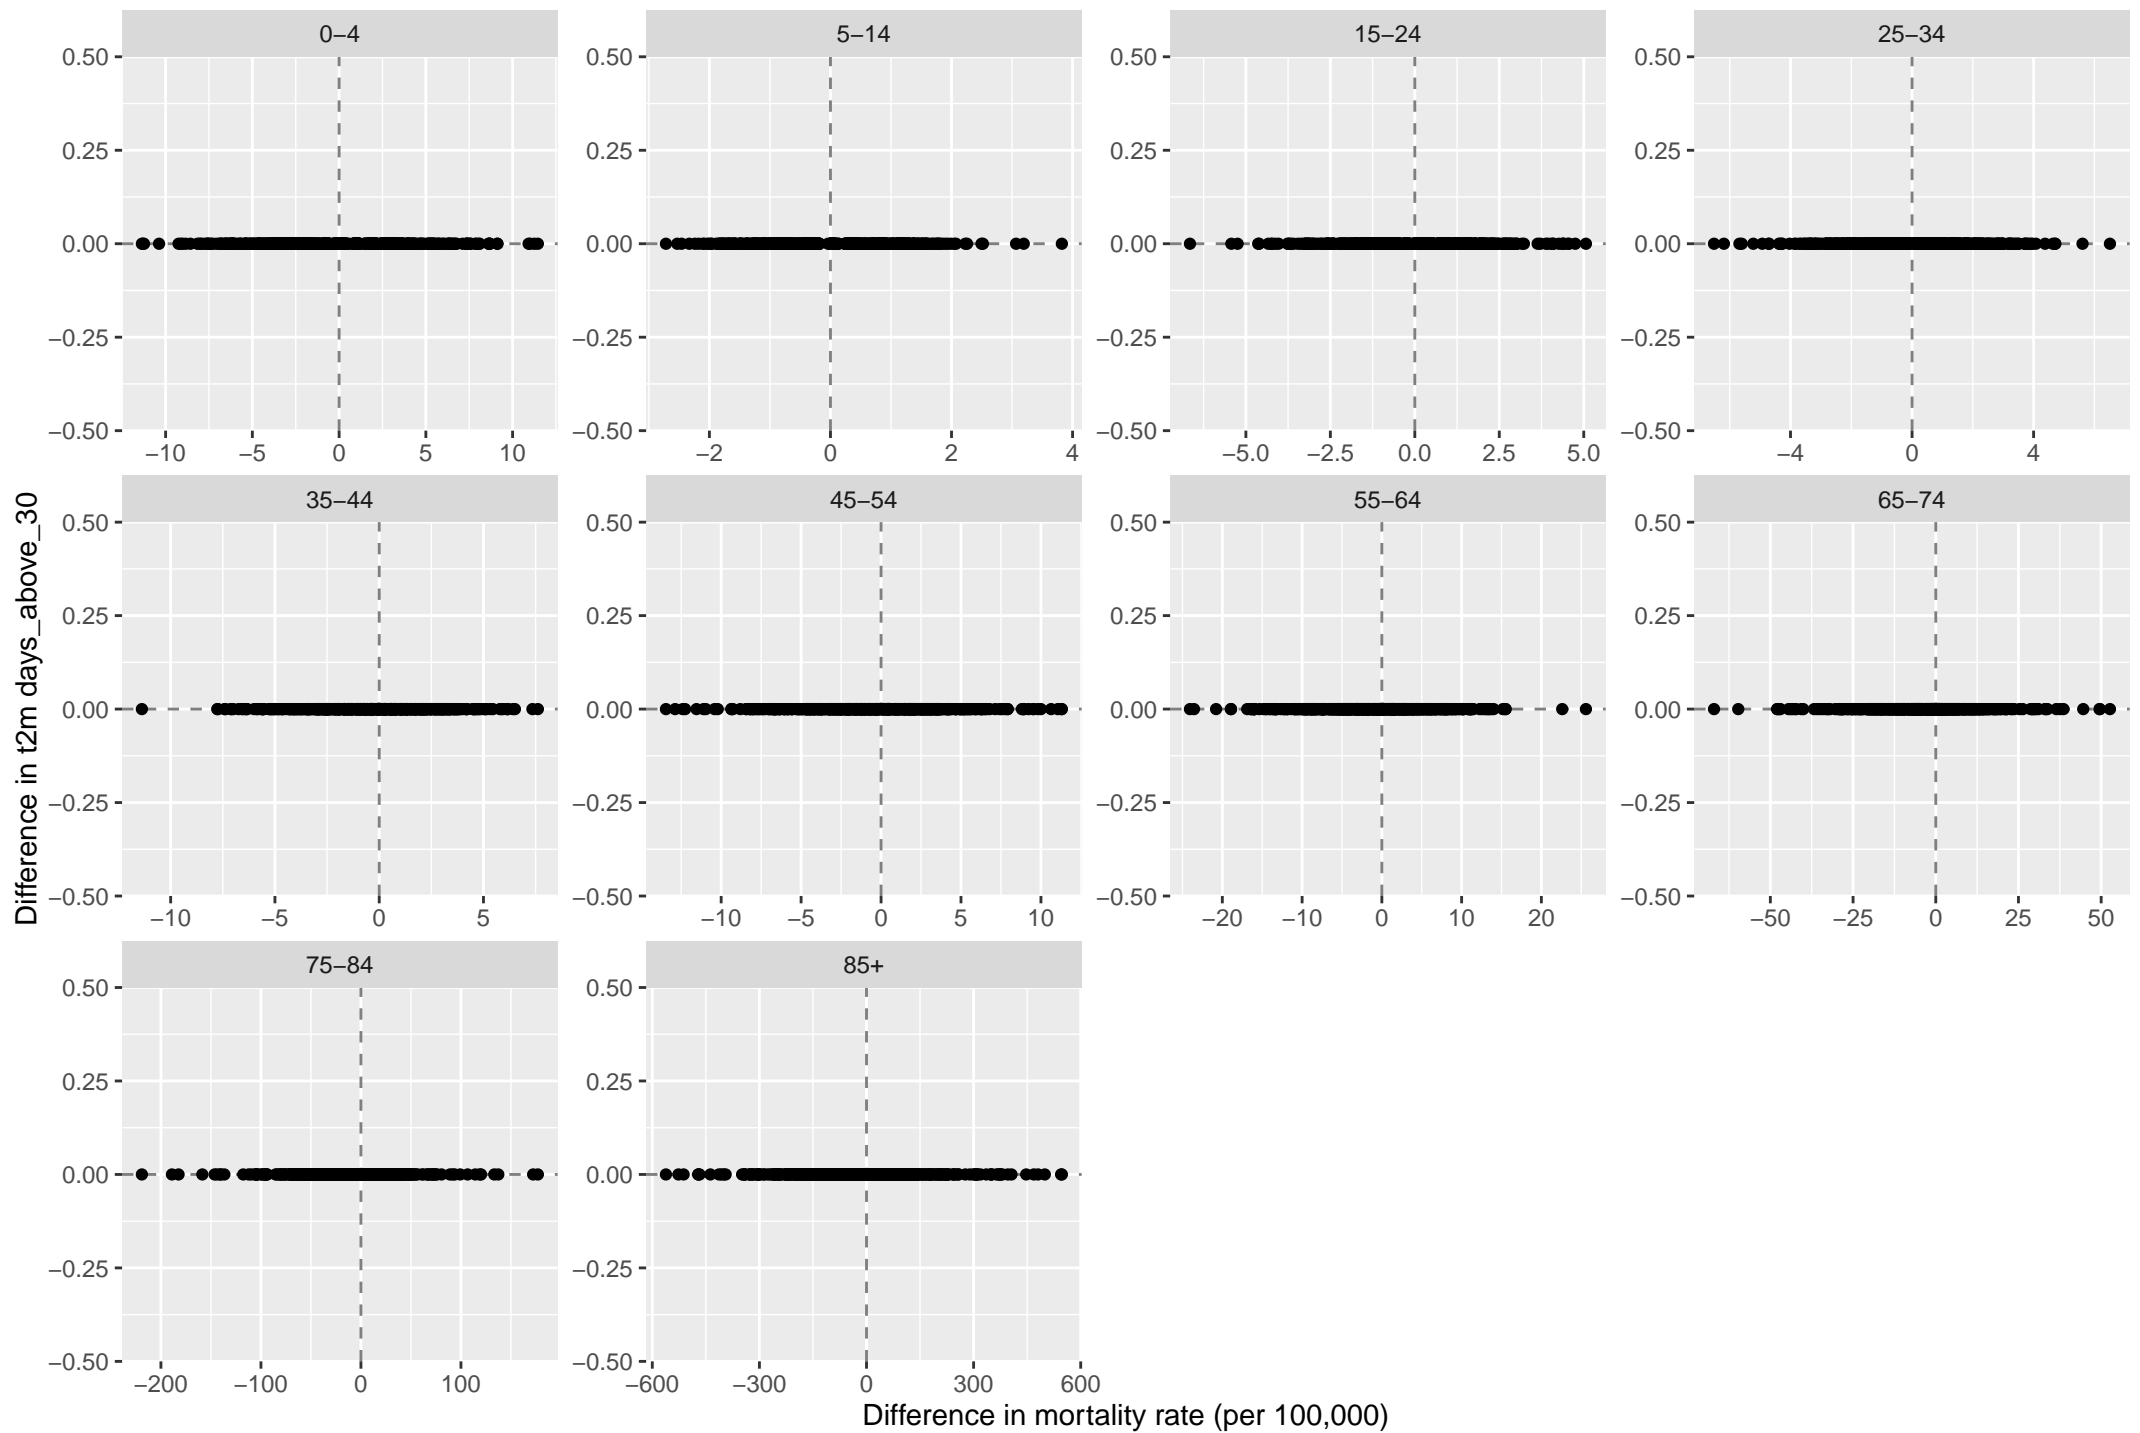 0−4 5−14 15−24 25−34
0.50 0.50 0.50 0.50
0.25 0.25 0.25 0.25
0.00 0.00 0.00 0.00
−0.25 −0.25 −0.25 −0.25
−0.50 −0.50 −0.50 −0.50
−10 −5 0 5 10 −2 0 2 4 −5.0 −2.5 0.0 2.5 5.0 −4 0 4
35−44 45−54 55−64 65−74
0.50 0.50 0.50 0.50
0.25 0.25 0.25 0.25
0.00 0.00 0.00 0.00
−0.25 −0.25 −0.25 −0.25
−0.50 −0.50 −0.50 −0.50
−10 −5 0 5 −10 −5 0 5 10 −20 −10 0 10 20 −50 −25 0 25 50
75−84 85+
0.50 0.50
0.25 0.25
0.00 0.00
−0.25 −0.25
−0.50 −0.50
−200 −100 0 100 −600 −300 0 300 600
Difference in mortality rate (per 100,000)
Difference in t2m days_above_30